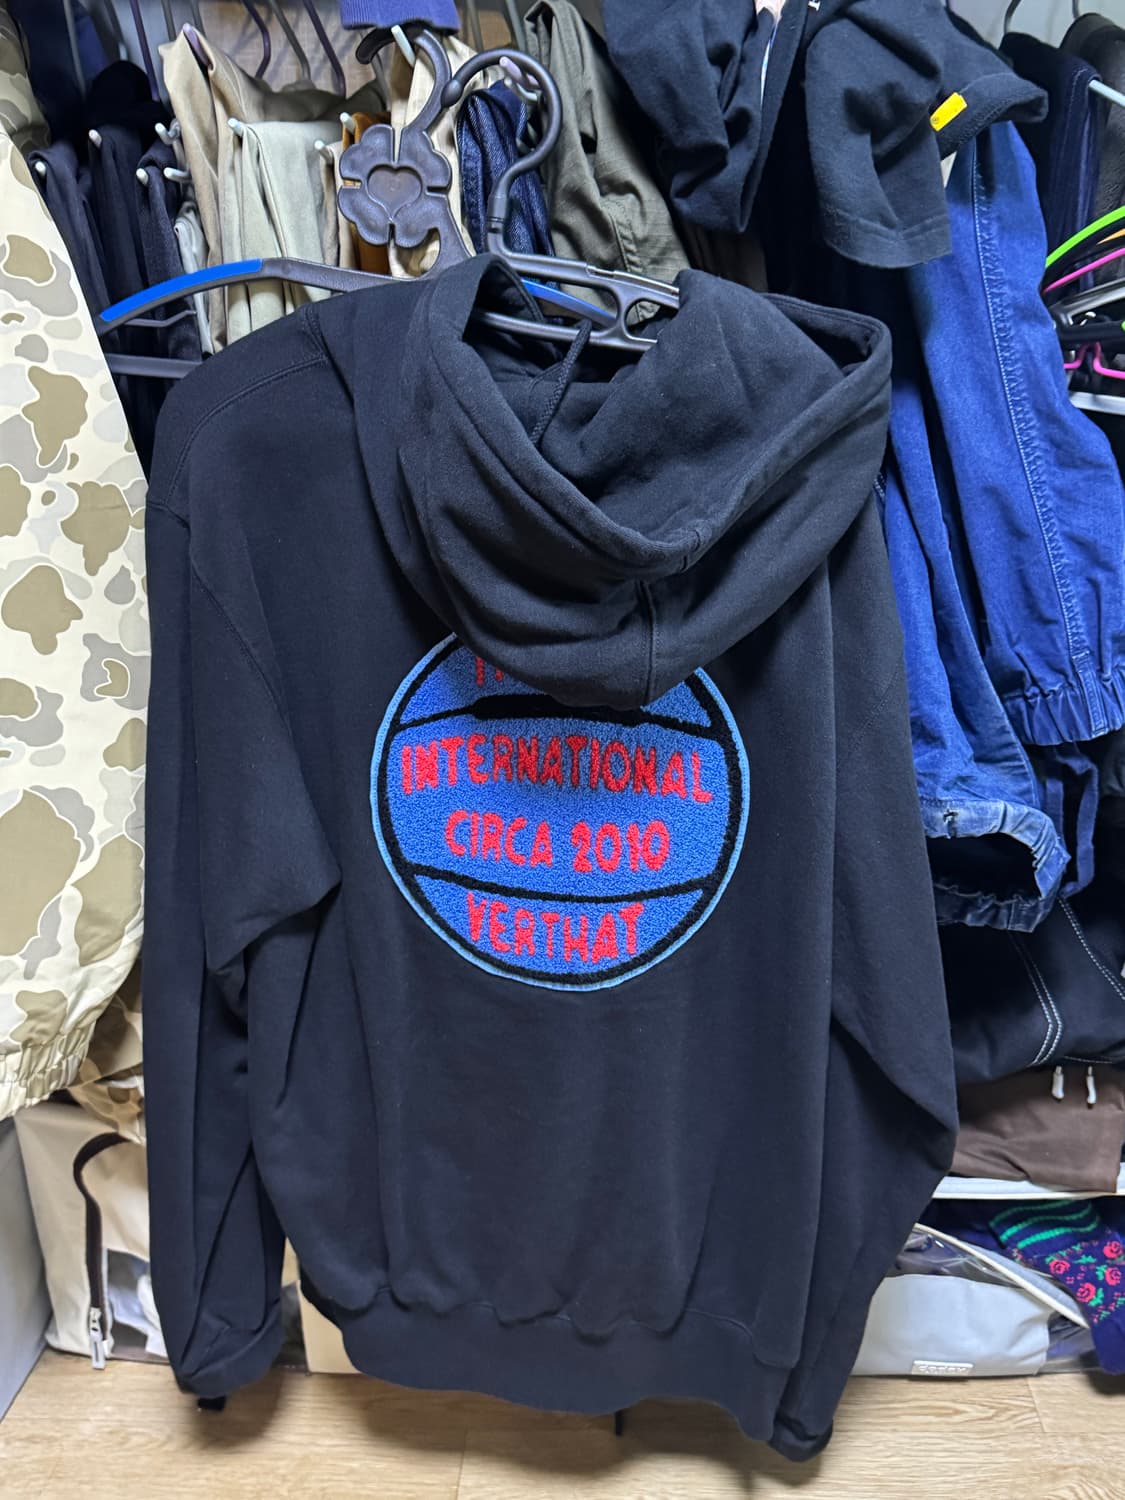 INTERNATIONAL
CIRCA 2010
VERTHAT